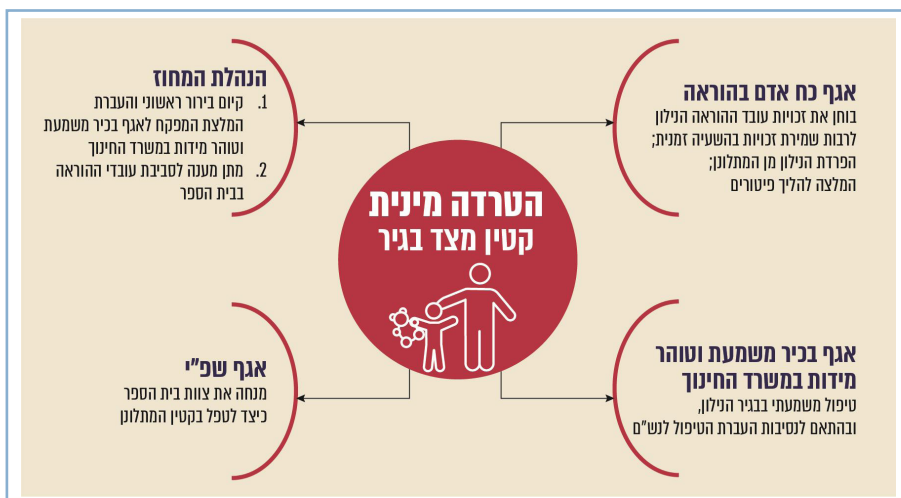 הטרדה מינית
קטין מצד בגיר
אגף כח אדם בהוראה
בוחן את זכויות עובד ההוראה הנילון
לרבות שמירת זכויות בהשעיה זמנית;
הפרדת הנילון מן המתלונן;
המלצה להליך פיטורים
הנהלת המחוז
1. קיום בירור ראשוני והעברת
המלצת המפקח לאגף בכיר משמעת
וטוהר מידות במשרד החינוך
2. מתן מענה לסביבת עובדי ההוראה
בבית הספר
אגף בכיר משמעת וטוהר
מידות במשרד החינוך
טיפול משמעתי בבגיר הנילון,
ובהתאם לנסיבות העברת הטיפול לנש"ם
אגף שפ"י
מנחה את צוות בית הספר
כיצד לטפל בקטין המתלונן